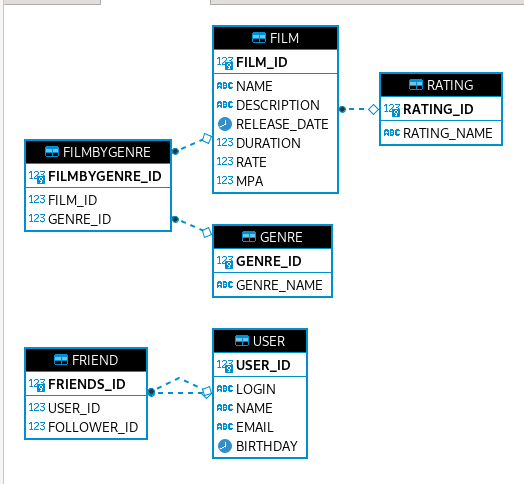 FILM
123 FILM_ID
ABC NAME
ABC DESCRIPTION
RELEASE_DATE
123 DURATION
123 RATE
123 MPA
RATING
123 RATING_ID
ABC RATING_NAME
FILMBYGENRE
123 FILMBYGENRE_ID
123 FILM_ID
123 GENRE_ID
GENRE
123 GENRE_ID
ABC GENRE_NAME
FRIEND
123 FRIENDS_ID
123 USER_ID
123 FOLLOWER_ID
USER
123 USER_ID
ABC LOGIN
ABC NAME
ABC EMAIL
BIRTHDAY